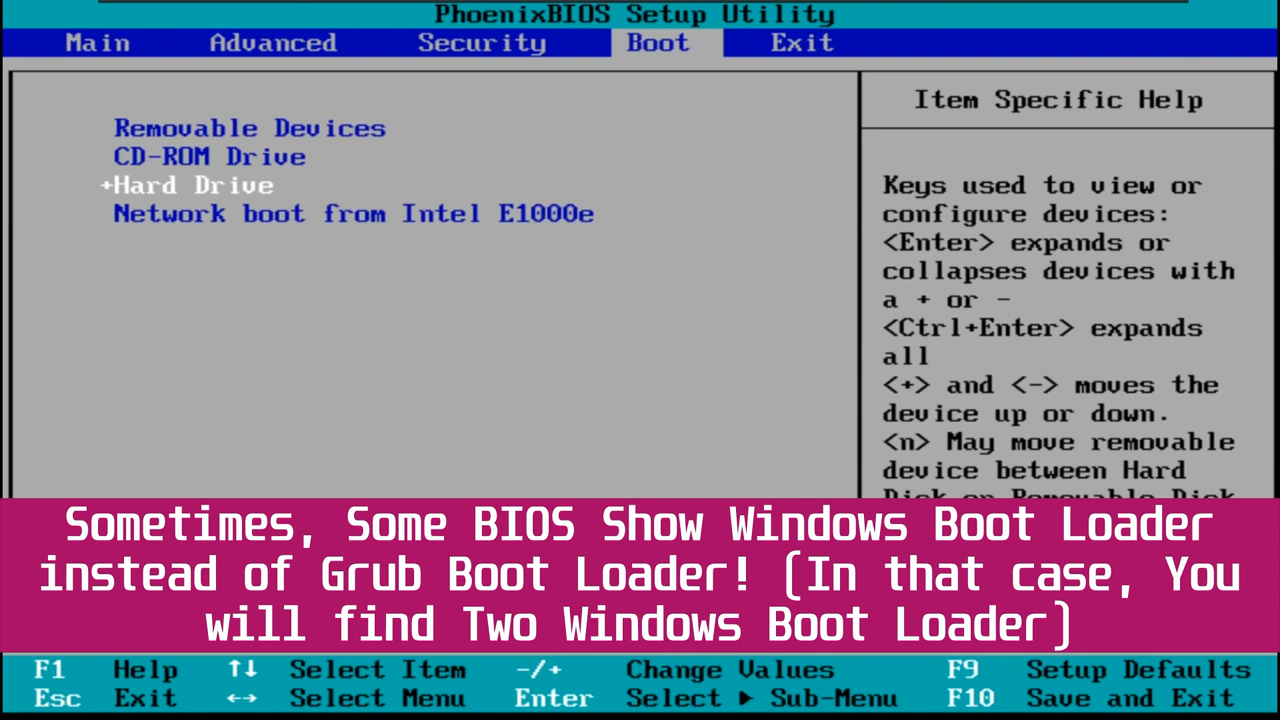 PhoenixBIOS Setup Utility
Main Advanced Security Boot Exit
Removable Devices
CD-ROM Drive
+Hard Drive
Network boot from Intel E1000e
Item Specific Help
Keys used to view or
configure devices:
<Enter> expands or
collapses devices with
a + or -
<Ctrl+Enter> expands
all
<+> and <-> moves the
device up or down.
<n> May move removable
device between Hard
Disk or Removable Disk
Sometimes, Some BIOS Show Windows Boot Loader
instead of Grub Boot Loader! (In that case, You
will find Two Windows Boot Loader)
F1 Help ↑↓ Select Item -/+ Change Values F9 Setup Defaults
Esc Exit ↔ Select Menu Enter Select ▶ Sub-Menu F10 Save and Exit